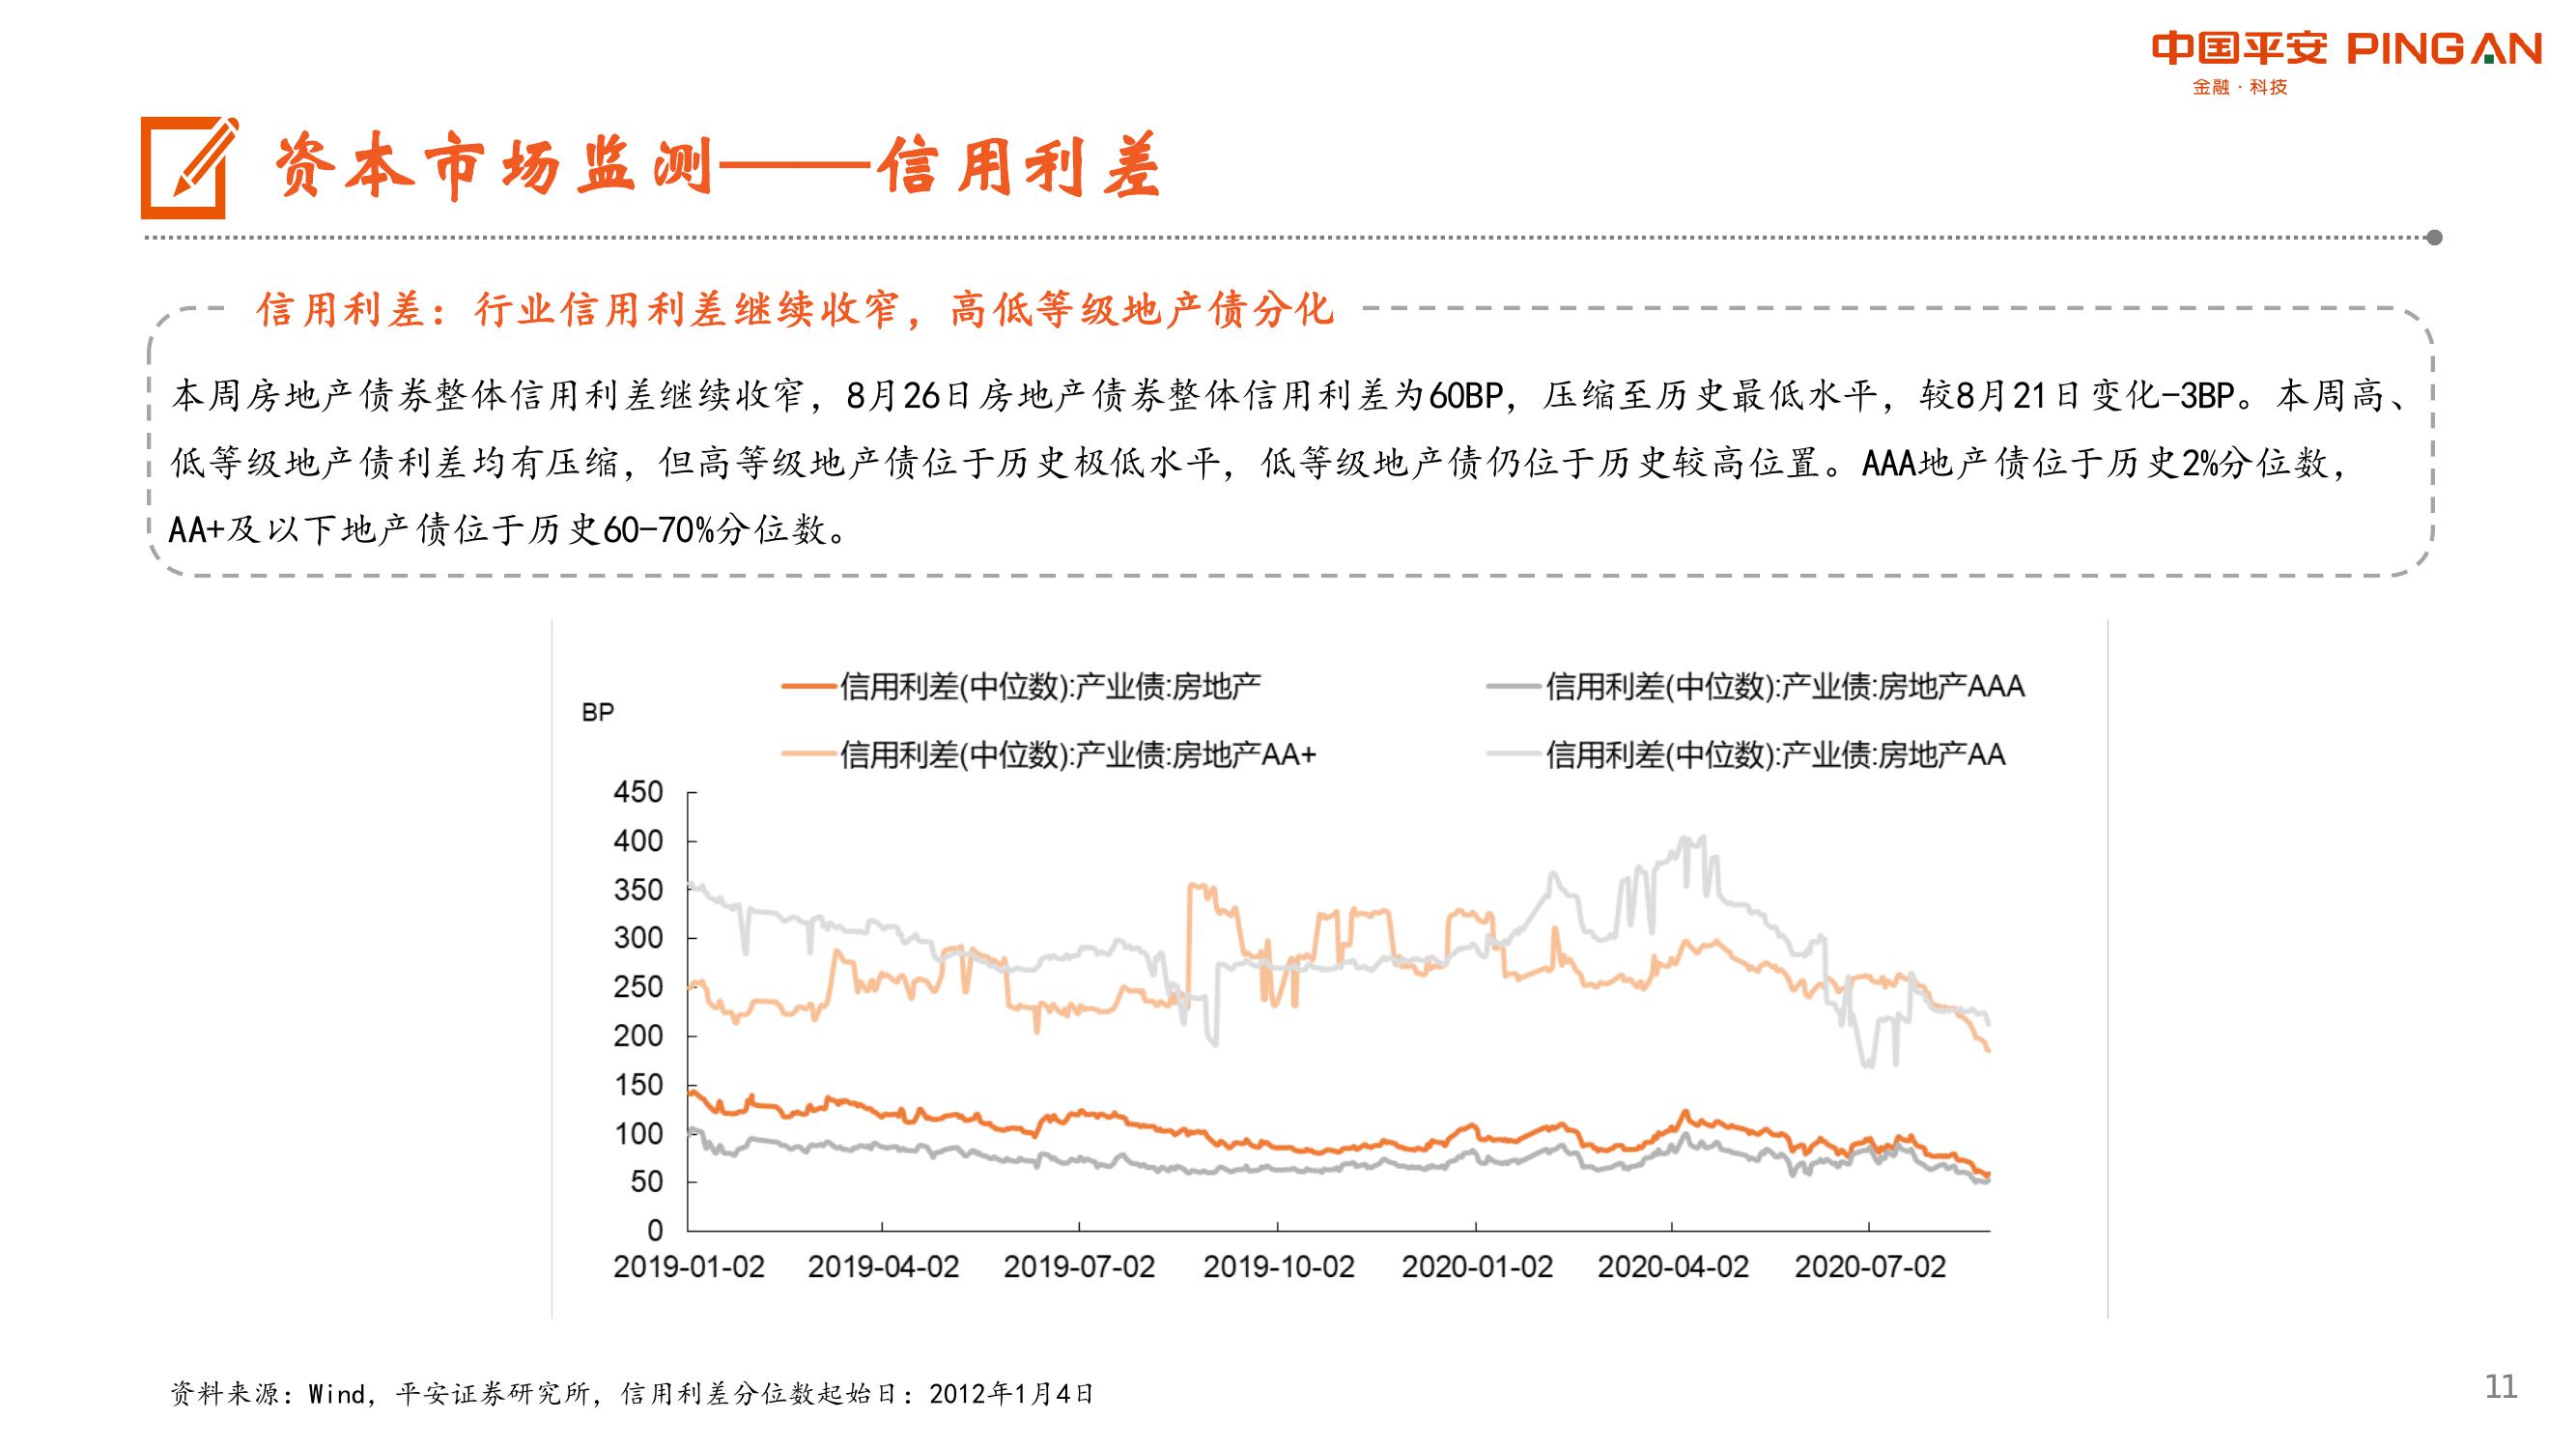 中国平安 PINGAN
金融·科技
资本市场监测——信用利差
信用利差：行业信用利差继续收窄，高低等级地产债分化
本周房地产债券整体信用利差继续收窄，8月26日房地产债券整体信用利差为60BP，压缩至历史最低水平，较8月21日变化-3BP。本周高、
低等级地产债利差均有压缩，但高等级地产债位于历史极低水平，低等级地产债仍位于历史较高位置。AAA地产债位于历史2%分位数，
AA+及以下地产债位于历史60-70%分位数。
信用利差(中位数):产业债:房地产
信用利差(中位数):产业债:房地产AAA
BP
信用利差(中位数):产业债:房地产AA+
信用利差(中位数):产业债:房地产AA
450
400
350
300
250
200
150
100
50
0
2019-01-02 2019-04-02 2019-07-02 2019-10-02 2020-01-02 2020-04-02 2020-07-02
资料来源：Wind，平安证券研究所，信用利差分位数起始日：2012年1月4日
11